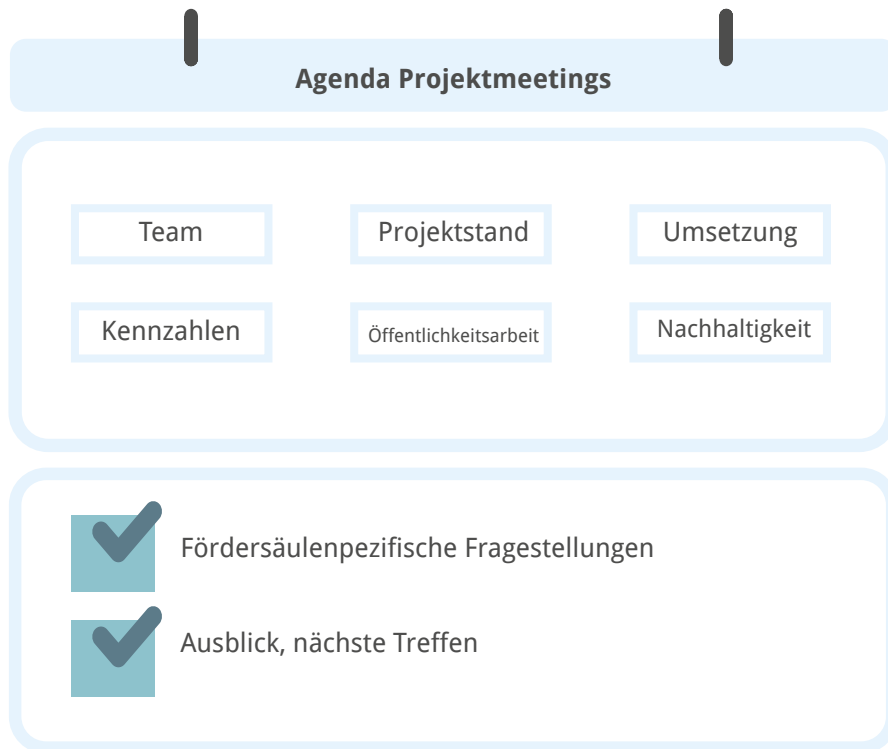 Agenda Projektmeetings
Team
Projektstand
Umsetzung
Kennzahlen
Öffentlichkeitsarbeit
Nachhaltigkeit
Fördersäulenpezifische Fragestellungen
Ausblick, nächste Treffen